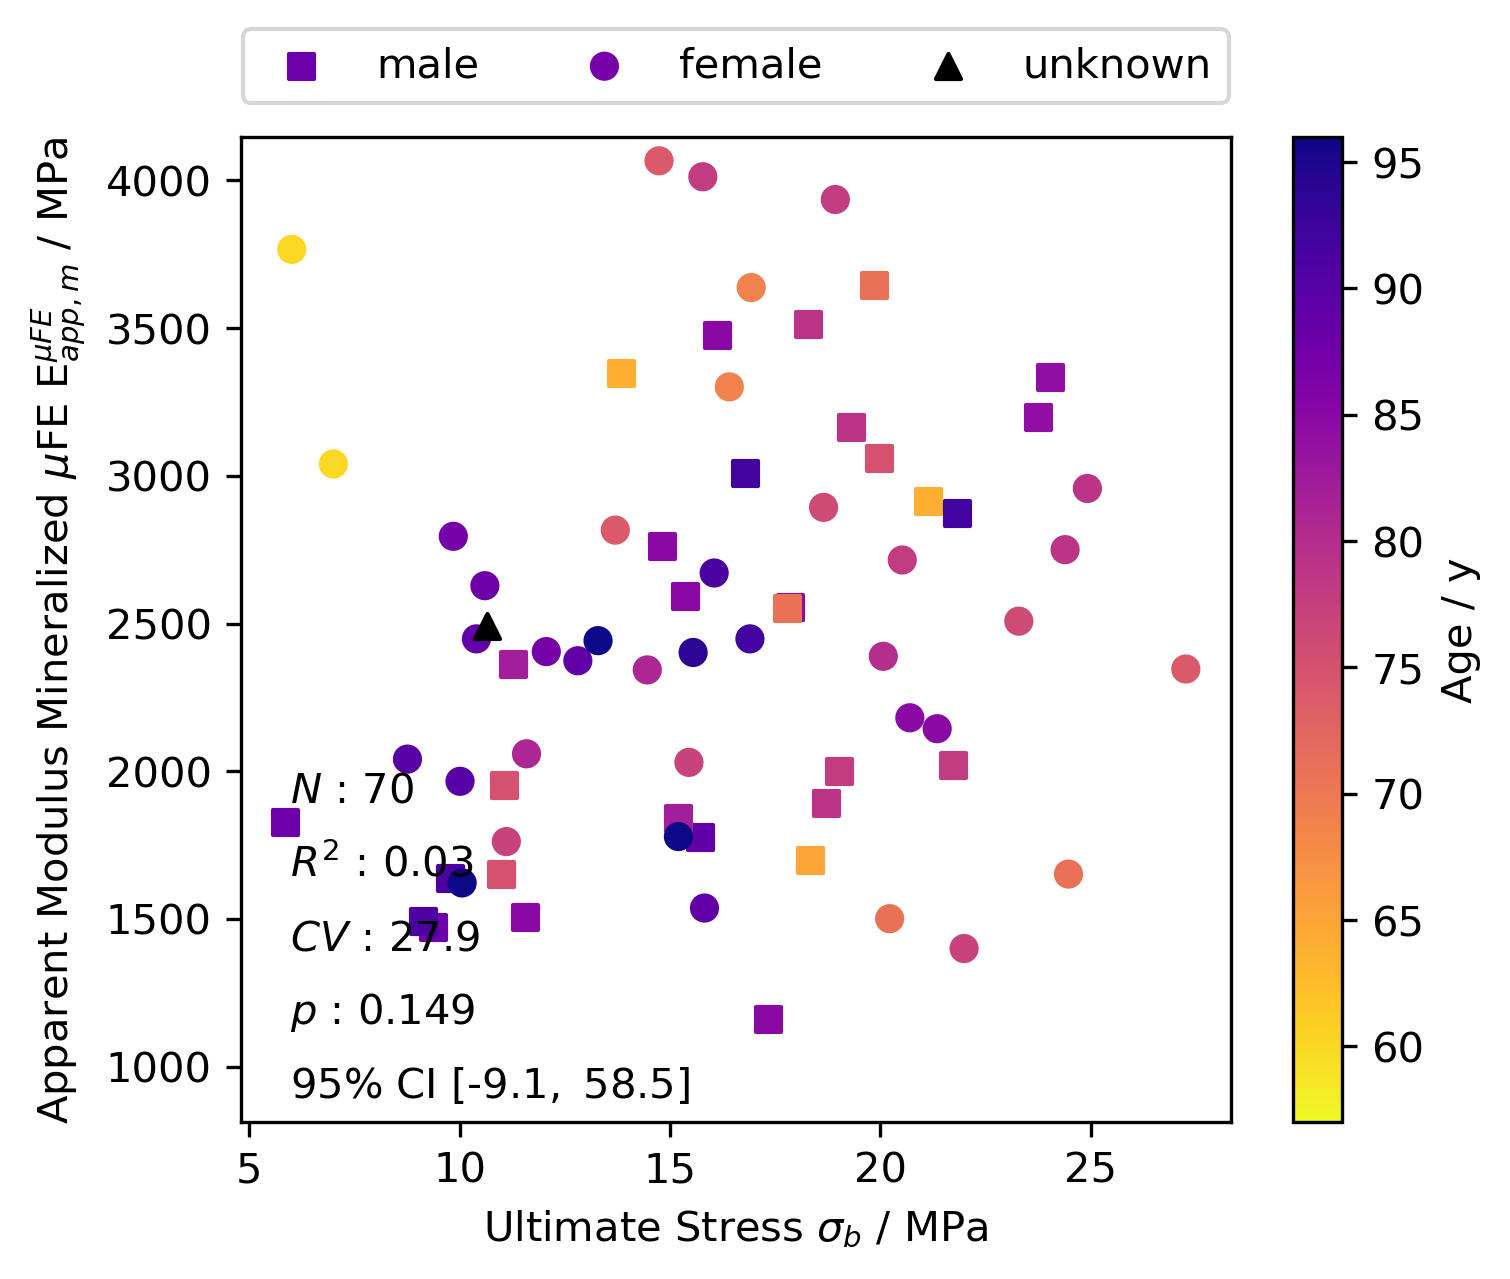 male female unknown
Apparent Modulus Mineralized μFE E^{μFE}_{app,m} / MPa
4000
3500
3000
2500
2000
1500
1000
N : 70
R² : 0.03
CV : 27.9
p : 0.149
95% CI [-9.1, 58.5]
5 10 15 20 25
Ultimate Stress σ_b / MPa
95
90
85
80
75
70
65
60
Age / y